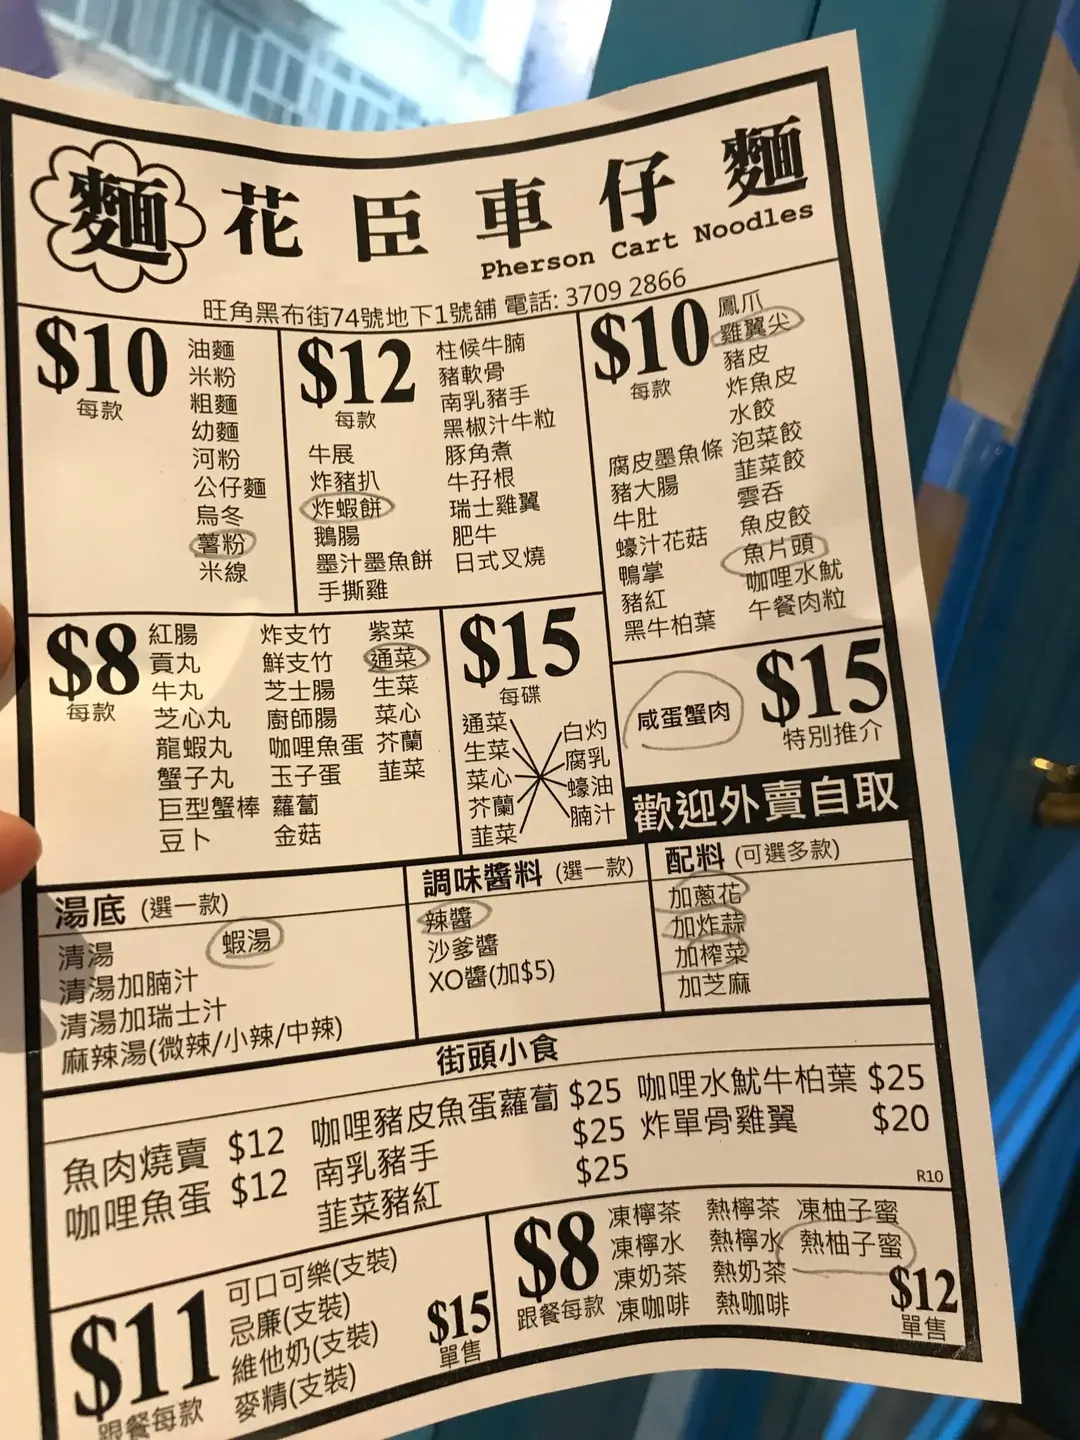 麵 花臣車仔麵
Pherson Cart Noodles
旺角黑布街74號地下1號舖 電話: 3709 2866
$10
每款
油麵
米粉
粗麵
幼麵
河粉
公仔麵
烏冬
薯粉
米線
$12
每款
牛展
炸豬扒
炸蝦餅
鵝腸
墨汁墨魚餅
手撕雞
柱候牛腩
豬軟骨
南乳豬手
黑椒汁牛粒
豚角煮
牛孖根
瑞士雞翼
肥牛
日式叉燒
$10
每款
腐皮墨魚條
豬大腸
牛肚
蠔汁花菇
鴨掌
豬紅
黑牛柏葉
鳳爪
雞翼尖
豬皮
炸魚皮
水餃
泡菜餃
韮菜餃
雲吞
魚皮餃
魚片頭
咖哩水魷
午餐肉粒
$8
每款
紅腸
貢丸
牛丸
芝心丸
龍蝦丸
蟹子丸
巨型蟹棒
豆卜
炸支竹
鮮支竹
芝士腸
廚師腸
咖哩魚蛋
玉子蛋
蘿蔔
金菇
紫菜
通菜
生菜
菜心
芥蘭
韮菜
$15
每碟
通菜
生菜
菜心
芥蘭
韮菜
白灼
腐乳
蠔油
腩汁
咸蛋蟹肉
$15
特別推介
歡迎外賣自取
湯底 (選一款)
清湯
蝦湯
清湯加腩汁
清湯加瑞士汁
麻辣湯(微辣/小辣/中辣)
調味醬料 (選一款)
辣醬
沙爹醬
XO醬(加$5)
配料 (可選多款)
加蔥花
加炸蒜
加榨菜
加芝麻
街頭小食
魚肉燒賣 $12
咖哩魚蛋 $12
咖哩豬皮魚蛋蘿蔔 $25
南乳豬手 $25
韮菜豬紅 $25
咖哩水魷牛柏葉 $25
炸單骨雞翼 $20
R10
$11
跟餐每款
可口可樂(支裝)
忌廉(支裝)
維他奶(支裝)
麥精(支裝)
$15
單售
$8
跟餐每款
凍檸茶
凍檸水
凍奶茶
凍咖啡
熱檸茶
熱檸水
熱奶茶
熱咖啡
凍柚子蜜
熱柚子蜜
$12
單售